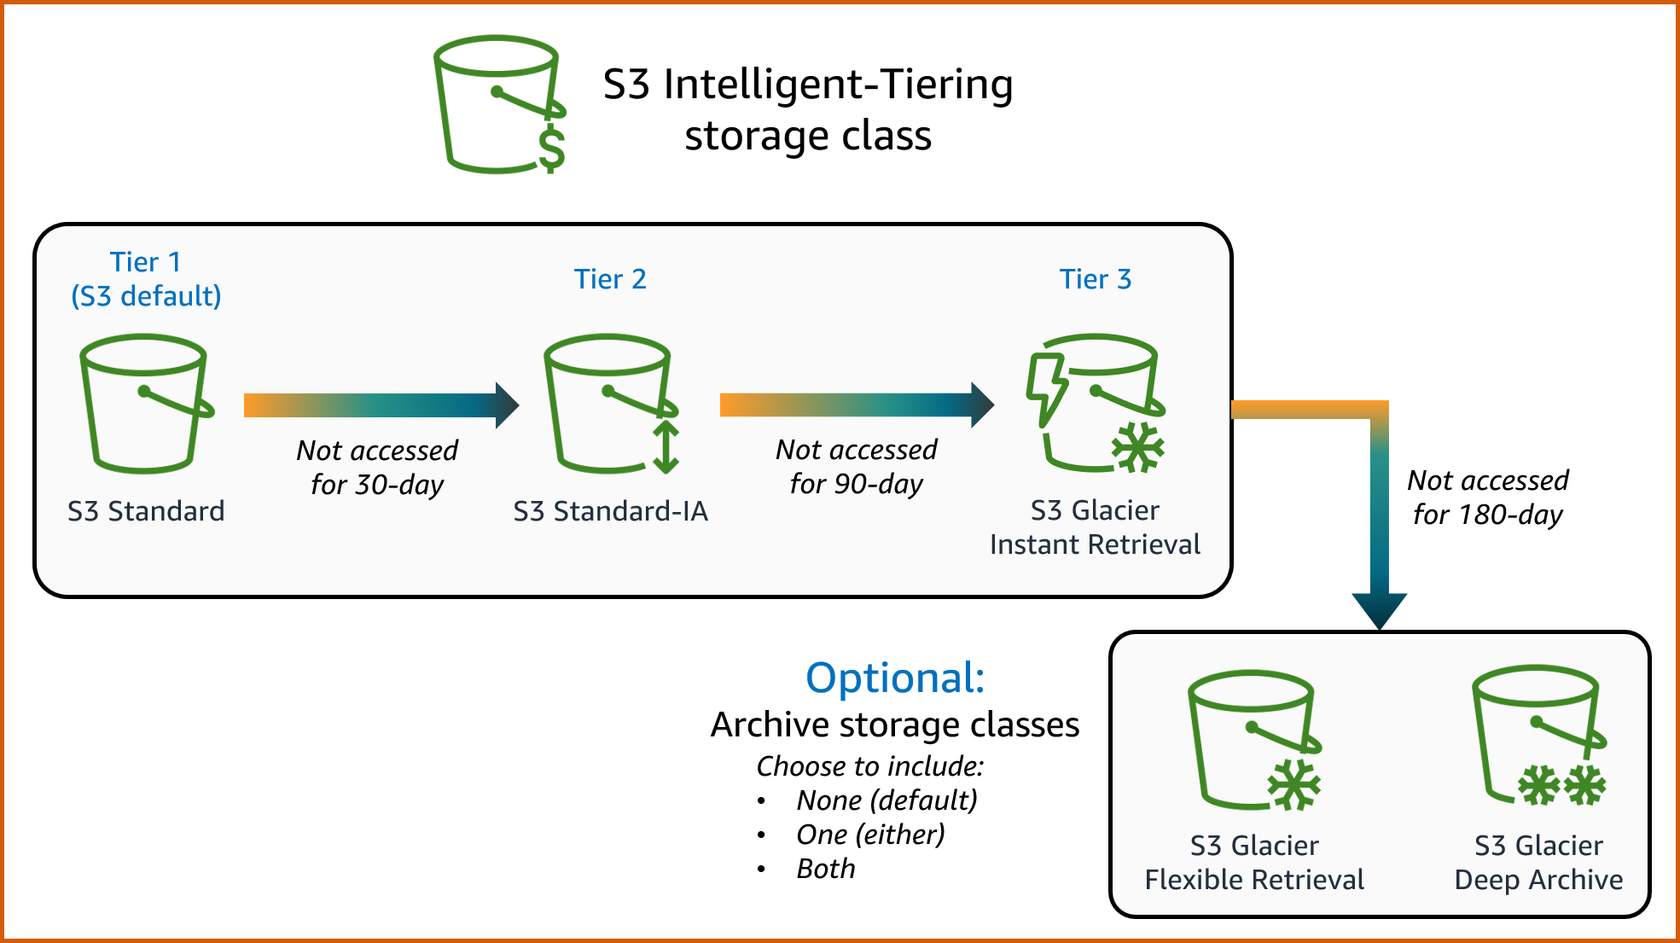 S3 Intelligent-Tiering
storage class
Tier 1
(S3 default)
Tier 2
Tier 3
Not accessed
for 30-day
Not accessed
for 90-day
S3 Standard
S3 Standard-IA
S3 Glacier
Instant Retrieval
Not accessed
for 180-day
Optional:
Archive storage classes
Choose to include:
• None (default)
• One (either)
• Both
S3 Glacier
Flexible Retrieval
S3 Glacier
Deep Archive